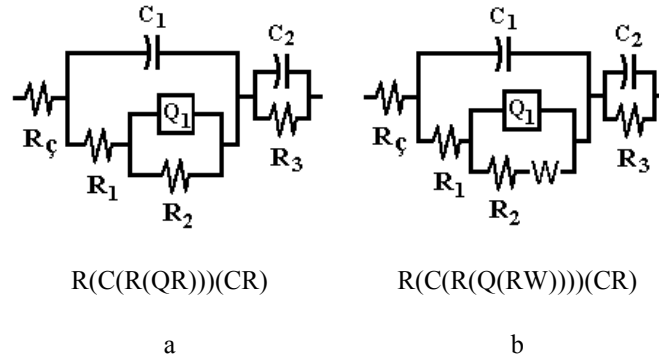 C1 C2 C1 C2
Q1 Q1
Rç R3 Rç R3
R1 R1
R2 R2 W
R(C(R(QR)))(CR) R(C(R(Q(RW))))(CR)
a b